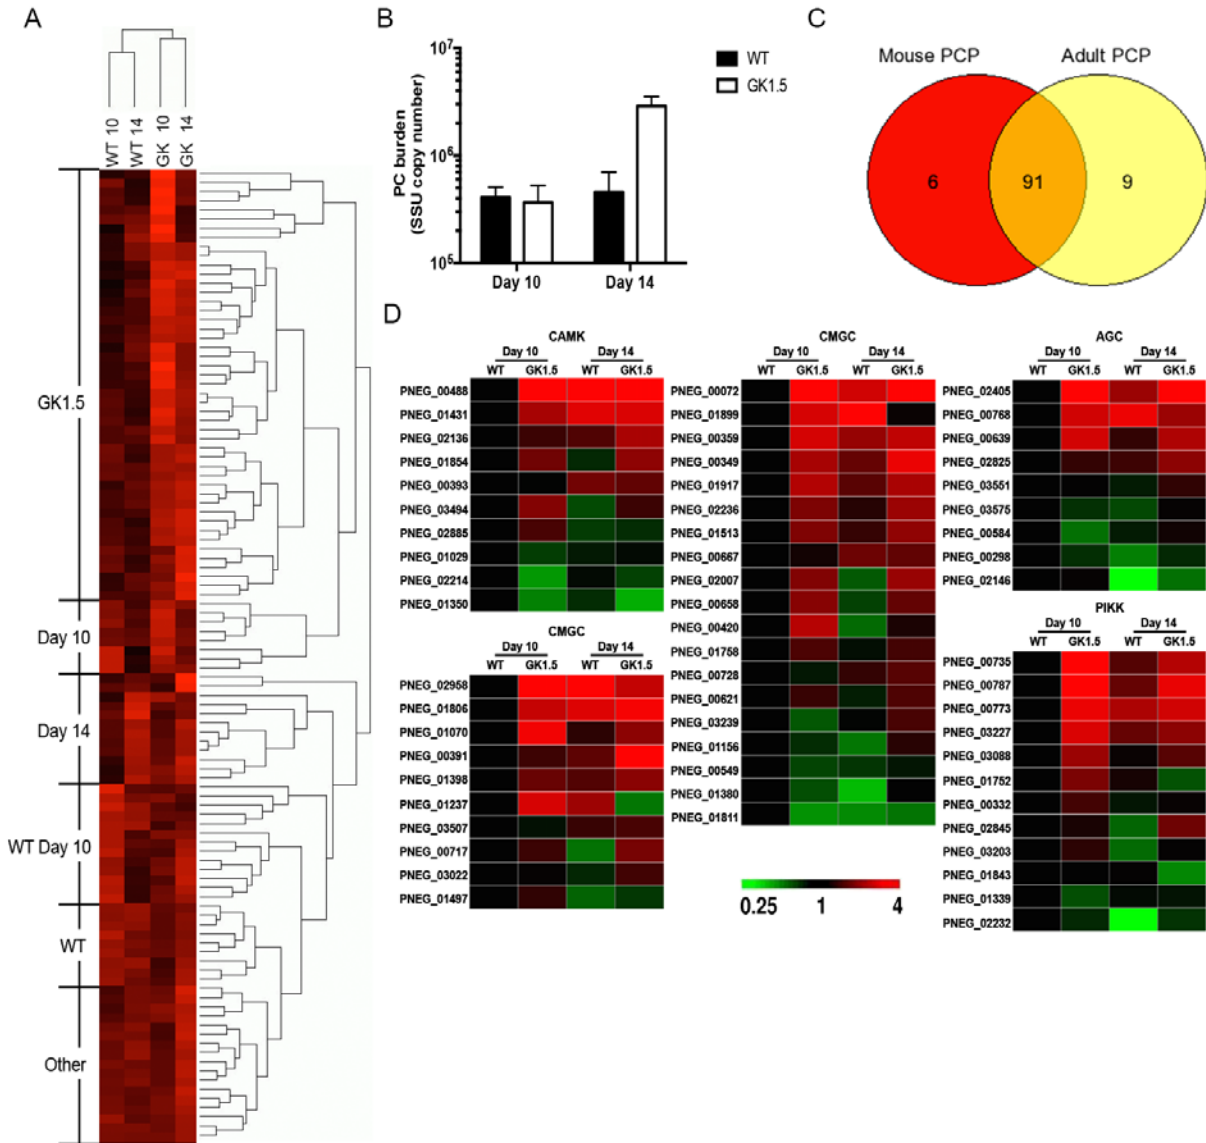 A
WT 10
WT 14
GK 10
GK 14
GK1.5
Day 10
Day 14
WT Day 10
WT
Other
B
PC burden
(SSU copy number)
10^7
10^6
10^5
Day 10
Day 14
WT
GK1.5
C
Mouse PCP
Adult PCP
6
91
9
D
CAMK
Day 10
Day 14
WT
GK1.5
WT
GK1.5
PNEG_00488
PNEG_01431
PNEG_02136
PNEG_01854
PNEG_00393
PNEG_03494
PNEG_02885
PNEG_01029
PNEG_02214
PNEG_01350
CMGC
Day 10
Day 14
WT
GK1.5
WT
GK1.5
PNEG_02958
PNEG_01806
PNEG_01070
PNEG_00391
PNEG_01398
PNEG_01237
PNEG_03507
PNEG_00717
PNEG_03022
PNEG_01497
CMGC
Day 10
Day 14
WT
GK1.5
WT
GK1.5
PNEG_00072
PNEG_01899
PNEG_00359
PNEG_00349
PNEG_01917
PNEG_02236
PNEG_01513
PNEG_00667
PNEG_02007
PNEG_00658
PNEG_00420
PNEG_01758
PNEG_00728
PNEG_00621
PNEG_03239
PNEG_01156
PNEG_00549
PNEG_01380
PNEG_01811
0.25
1
4
AGC
Day 10
Day 14
WT
GK1.5
WT
GK1.5
PNEG_02405
PNEG_00768
PNEG_00639
PNEG_02825
PNEG_03551
PNEG_03575
PNEG_00584
PNEG_00298
PNEG_02146
PIKK
Day 10
Day 14
WT
GK1.5
WT
GK1.5
PNEG_00735
PNEG_00787
PNEG_00773
PNEG_03227
PNEG_03088
PNEG_01752
PNEG_00332
PNEG_02845
PNEG_03203
PNEG_01843
PNEG_01339
PNEG_02232